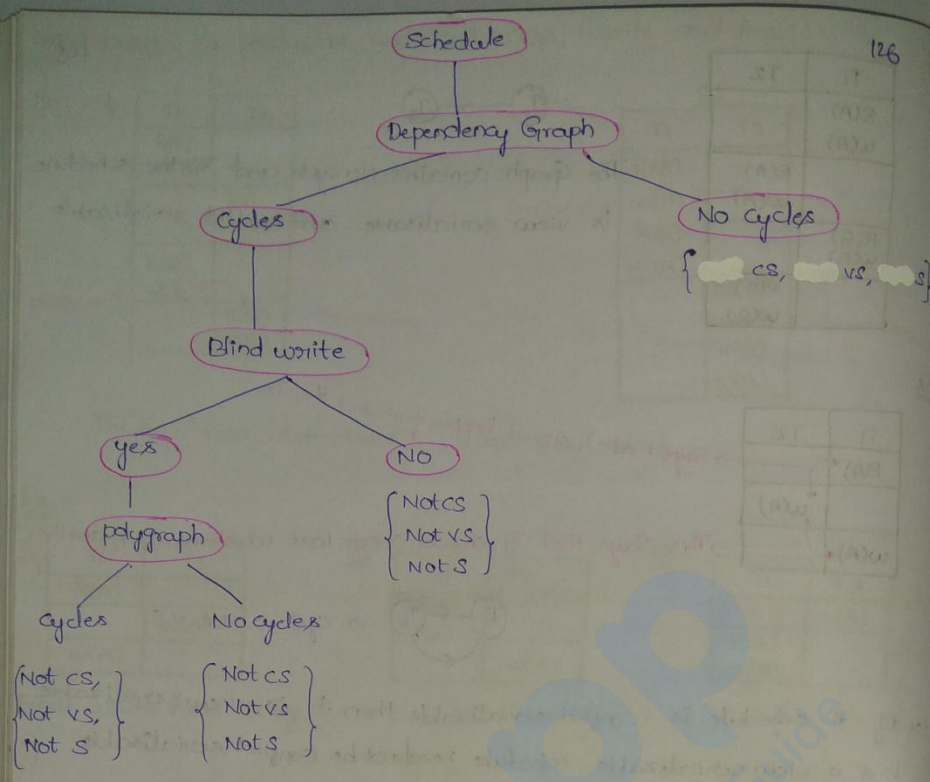 126
Schedule
Dependency Graph
Cycles
No cycles
{ CS, VS, S}
Blind write
yes
NO
{Not CS
Not VS
Not S}
polygraph
cycles
No cycles
{Not CS,
Not VS,
Not S}
{Not CS
Not VS
Not S}